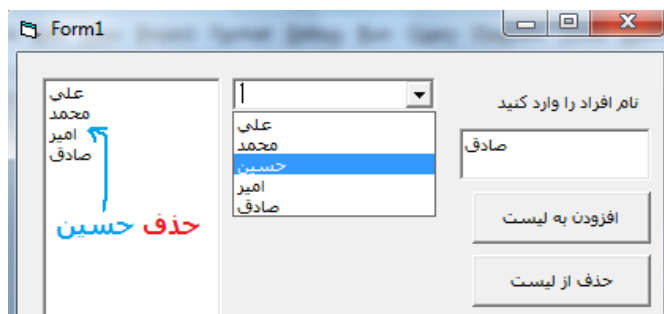 Form1
نام افراد را وارد کنید
صادق
افزودن به لیست
حذف از لیست
علی
محمد
حسین
امیر
صادق
علی
محمد
امیر
صادق
حذف حسین